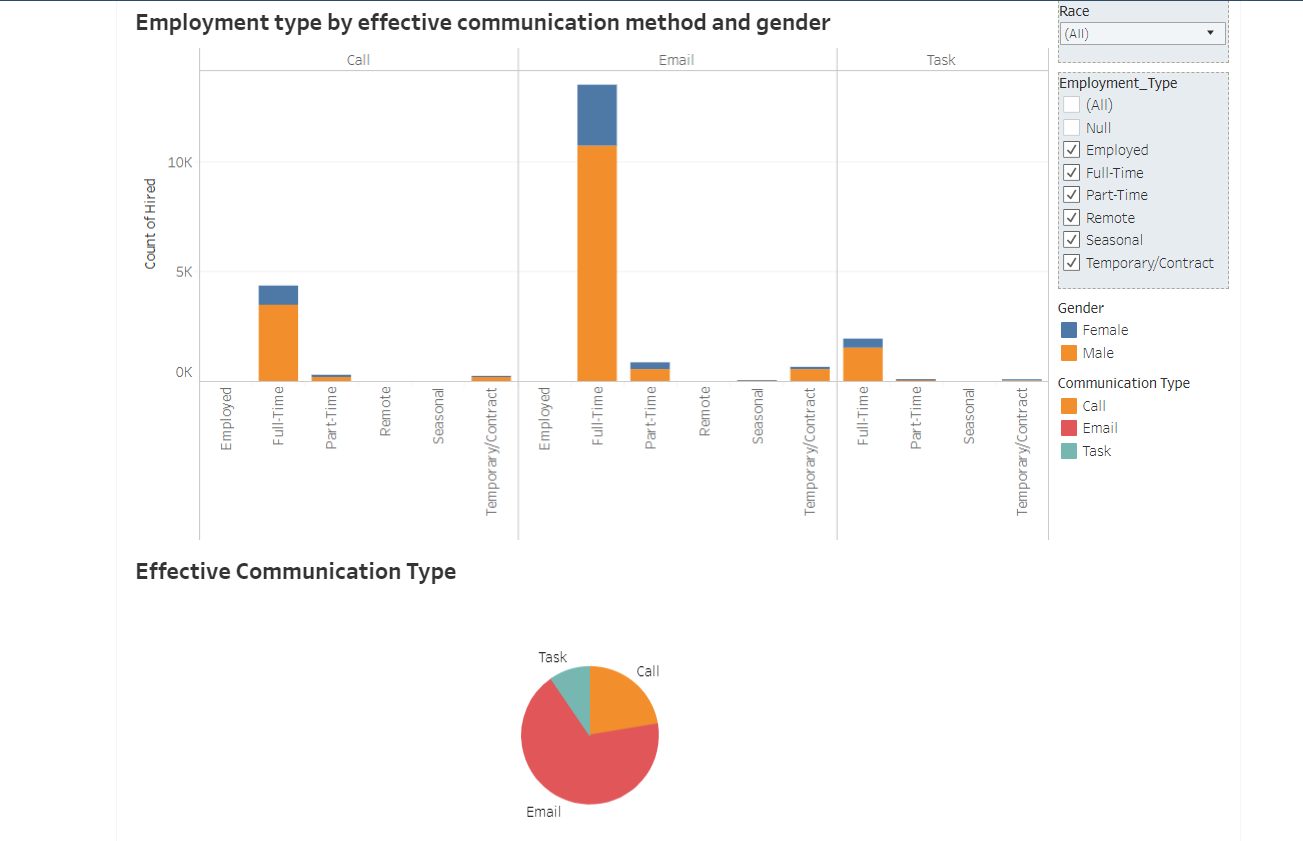 Employment type by effective communication method and gender
Call
Email
Task
Count of Hired
10K
5K
0K
Employed
Full-Time
Part-Time
Remote
Seasonal
Temporary/Contract
Employed
Full-Time
Part-Time
Remote
Seasonal
Temporary/Contract
Full-Time
Part-Time
Seasonal
Temporary/Contract
Race
(All)
Employment_Type
(All)
Null
Employed
Full-Time
Part-Time
Remote
Seasonal
Temporary/Contract
Gender
Female
Male
Communication Type
Call
Email
Task
Effective Communication Type
Task
Call
Email